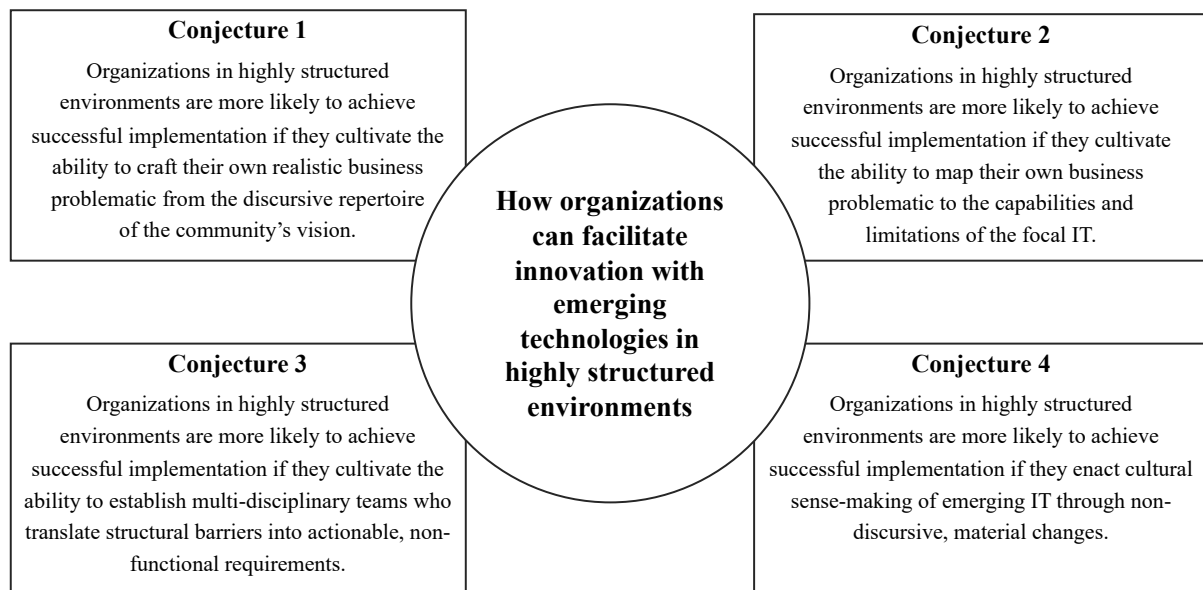 Conjecture 1
Organizations in highly structured
environments are more likely to achieve
successful implementation if they cultivate the
ability to craft their own realistic business
problematic from the discursive repertoire
of the community’s vision.
Conjecture 2
Organizations in highly structured
environments are more likely to achieve
successful implementation if they cultivate
the ability to map their own business
problematic to the capabilities and
limitations of the focal IT.
How organizations
can facilitate
innovation with
emerging
technologies in
highly structured
environments
Conjecture 3
Organizations in highly structured
environments are more likely to achieve
successful implementation if they cultivate the
ability to establish multi-disciplinary teams who
translate structural barriers into actionable, non-
functional requirements.
Conjecture 4
Organizations in highly structured
environments are more likely to achieve
successful implementation if they enact cultural
sense-making of emerging IT through non-
discursive, material changes.